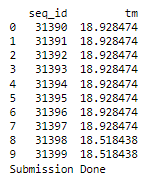 seq_id tm
0 31390 18.928474
1 31391 18.928474
2 31392 18.928474
3 31393 18.928474
4 31394 18.928474
5 31395 18.928474
6 31396 18.928474
7 31397 18.928474
8 31398 18.518438
9 31399 18.518438
Submission Done